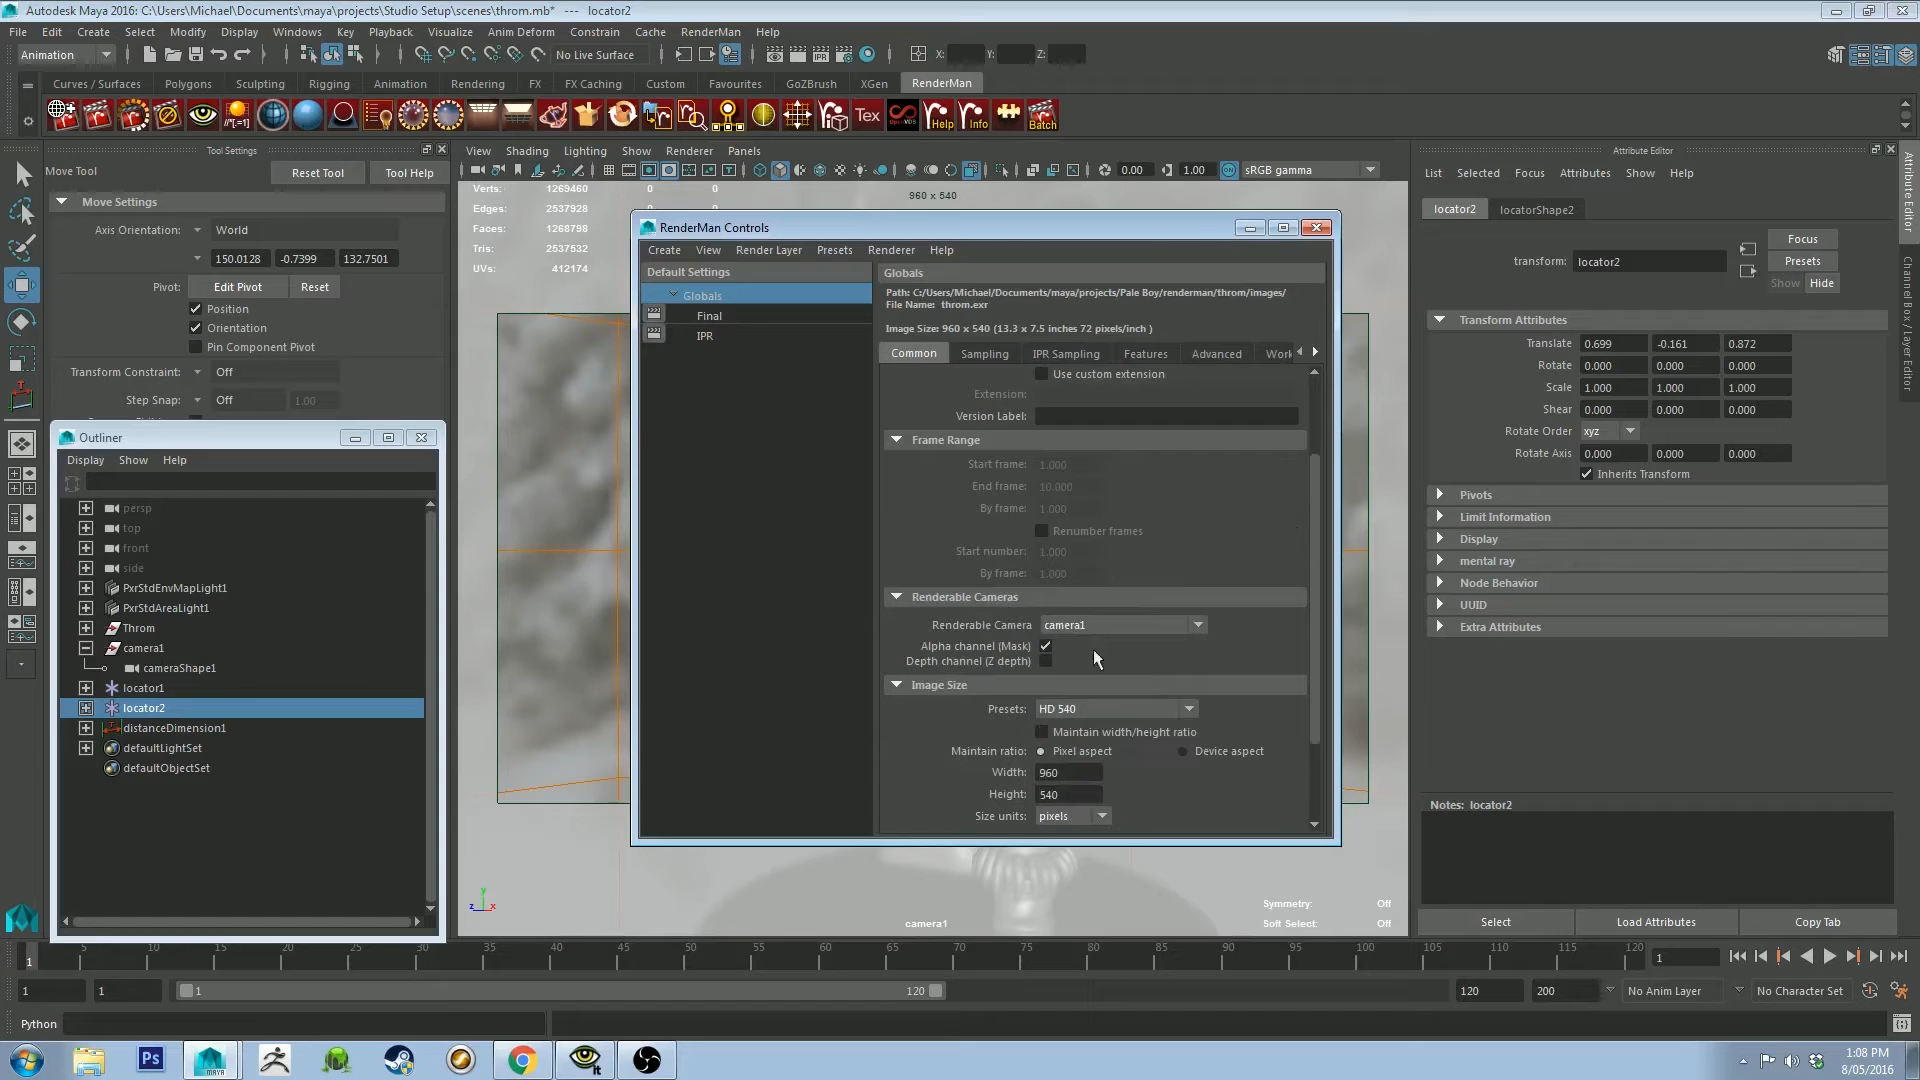 Autodesk Maya 2016: C:\Users\Michael\Documents\maya\projects\Studio Setup\scenes\throm.mb* --- locator2
File Edit Create Select Modify Display Windows Key Playback Visualize Anim Deform Constrain Cache RenderMan Help
Animation No Live Surface X: Y: Z:
Curves / Surfaces Polygons Sculpting Rigging Animation Rendering FX FX Caching Custom Favourites GoZBrush XGen RenderMan
Tex Help Info Batch
Tool Settings
Move Tool Reset Tool Tool Help
Move Settings
Axis Orientation: World
150.0128 -0.7399 132.7501
Pivot: Edit Pivot Reset
Position
Orientation
Pin Component Pivot
Transform Constraint: Off
Step Snap: Off 1.00
Outliner
Display Show Help
persp
top
front
side
PxrStdEnvMapLight1
PxrStdAreaLight1
Throm
camera1
cameraShape1
locator1
locator2
distanceDimension1
defaultLightSet
defaultObjectSet
View Shading Lighting Show Renderer Panels
0.00 1.00 sRGB gamma
Verts: 1269460 0 0
Edges: 2537928 0 0
Faces: 1268798 0 0
Tris: 2537532 0 0
UVs: 412174 0 0
960 x 540
RenderMan Controls
Create View Render Layer Presets Renderer Help
Default Settings
Globals
Final
IPR
Globals
Path: C:/Users/Michael/Documents/maya/projects/Pale Boy/renderman/throm/images/
File Name: throm.exr
Image Size: 960 x 540 (13.3 x 7.5 inches 72 pixels/inch )
Common Sampling IPR Sampling Features Advanced Work
Use custom extension
Extension:
Version Label:
Frame Range
Start frame: 1.000
End frame: 10.000
By frame: 1.000
Renumber frames
Start number: 1.000
By frame: 1.000
Renderable Cameras
Renderable Camera camera1
Alpha channel (Mask)
Depth channel (Z depth)
Image Size
Presets: HD 540
Maintain width/height ratio
Maintain ratio: Pixel aspect Device aspect
Width: 960
Height: 540
Size units: pixels
y z x
camera1
Symmetry: Off
Soft Select: Off
Attribute Editor
List Selected Focus Attributes Show Help
locator2 locatorShape2
transform: locator2
Focus
Presets
Show Hide
Transform Attributes
Translate 0.699 -0.161 0.872
Rotate 0.000 0.000 0.000
Scale 1.000 1.000 1.000
Shear 0.000 0.000 0.000
Rotate Order xyz
Rotate Axis 0.000 0.000 0.000
Inherits Transform
Pivots
Limit Information
Display
mental ray
Node Behavior
UUID
Extra Attributes
Notes: locator2
Select Load Attributes Copy Tab
Attribute Editor
Channel Box / Layer Editor
5 10 15 20 25 30 35 40 45 50 55 60 65 70 75 80 85 90 95 100 105 110 115 120
1 1
1 1 1 120 120 200 No Anim Layer No Character Set
Python
Ps MAYA it
1:08 PM
8/05/2016